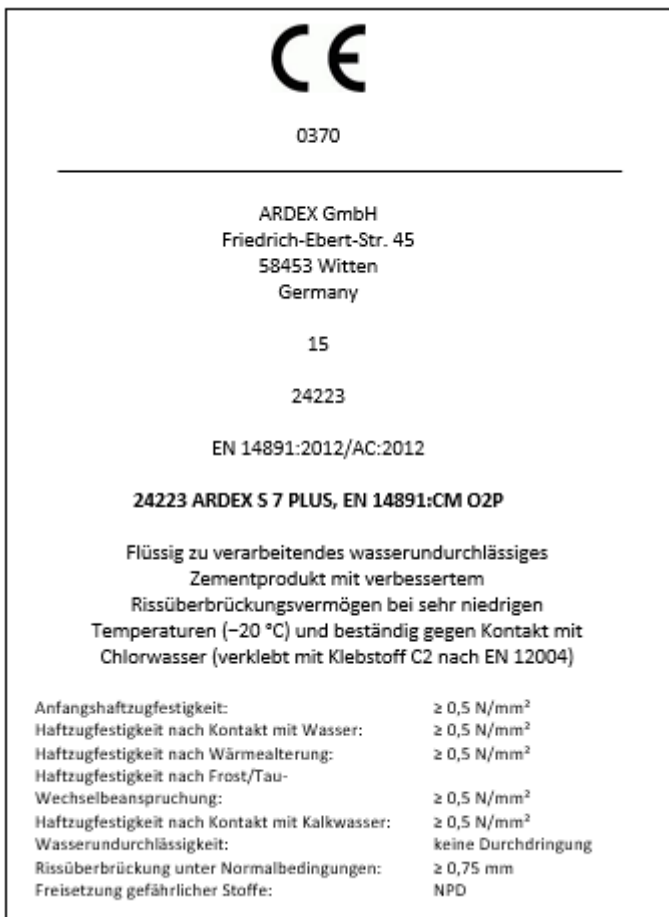 CE
0370
ARDEX GmbH
Friedrich-Ebert-Str. 45
58453 Witten
Germany
15
24223
EN 14891:2012/AC:2012
24223 ARDEX S 7 PLUS, EN 14891:CM O2P
Flüssig zu verarbeitendes wasserundurchlässiges
Zementprodukt mit verbessertem
Rissüberbrückungsvermögen bei sehr niedrigen
Temperaturen (−20 °C) und beständig gegen Kontakt mit
Chlorwasser (verklebt mit Klebstoff C2 nach EN 12004)
Anfangshaftzugfestigkeit: ≥ 0,5 N/mm²
Haftzugfestigkeit nach Kontakt mit Wasser: ≥ 0,5 N/mm²
Haftzugfestigkeit nach Wärmealterung: ≥ 0,5 N/mm²
Haftzugfestigkeit nach Frost/Tau-
Wechselbeanspruchung: ≥ 0,5 N/mm²
Haftzugfestigkeit nach Kontakt mit Kalkwasser: ≥ 0,5 N/mm²
Wasserundurchlässigkeit: keine Durchdringung
Rissüberbrückung unter Normalbedingungen: ≥ 0,75 mm
Freisetzung gefährlicher Stoffe: NPD